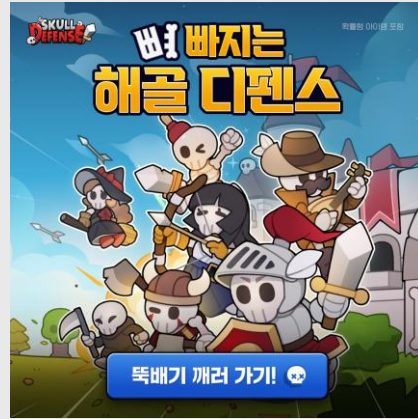 SKULL DEFENSE
확률형 아이템 포함
뼈 빠지는
해골 디펜스
뚝배기 깨러 가기!